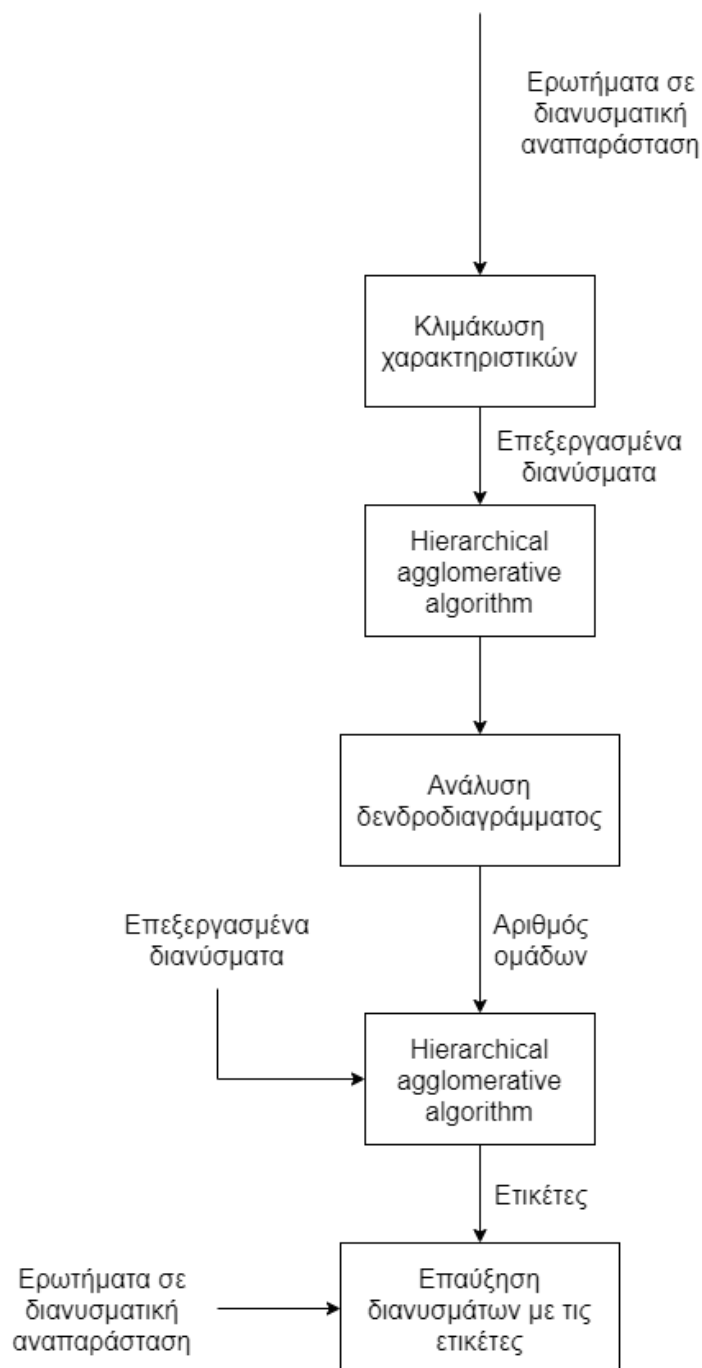 Ερωτήματα σε
διανυσματική
αναπαράσταση
Κλιμάκωση
χαρακτηριστικών
Επεξεργασμένα
διανύσματα
Hierarchical
agglomerative
algorithm
Ανάλυση
δενδροδιαγράμματος
Επεξεργασμένα
διανύσματα
Αριθμός
ομάδων
Hierarchical
agglomerative
algorithm
Ετικέτες
Ερωτήματα σε
διανυσματική
αναπαράσταση
Επαύξηση
διανυσμάτων με τις
ετικέτες